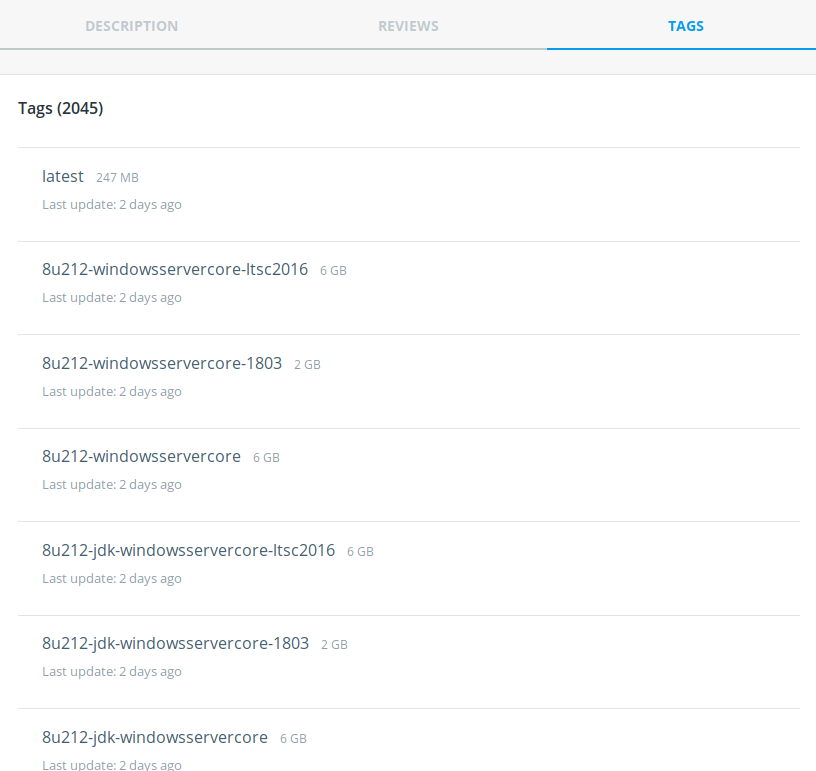 DESCRIPTION REVIEWS TAGS
Tags (2045)
latest 247 MB
Last update: 2 days ago
8u212-windowsservercore-ltsc2016 6 GB
Last update: 2 days ago
8u212-windowsservercore-1803 2 GB
Last update: 2 days ago
8u212-windowsservercore 6 GB
Last update: 2 days ago
8u212-jdk-windowsservercore-ltsc2016 6 GB
Last update: 2 days ago
8u212-jdk-windowsservercore-1803 2 GB
Last update: 2 days ago
8u212-jdk-windowsservercore 6 GB
Last update: 2 days ago